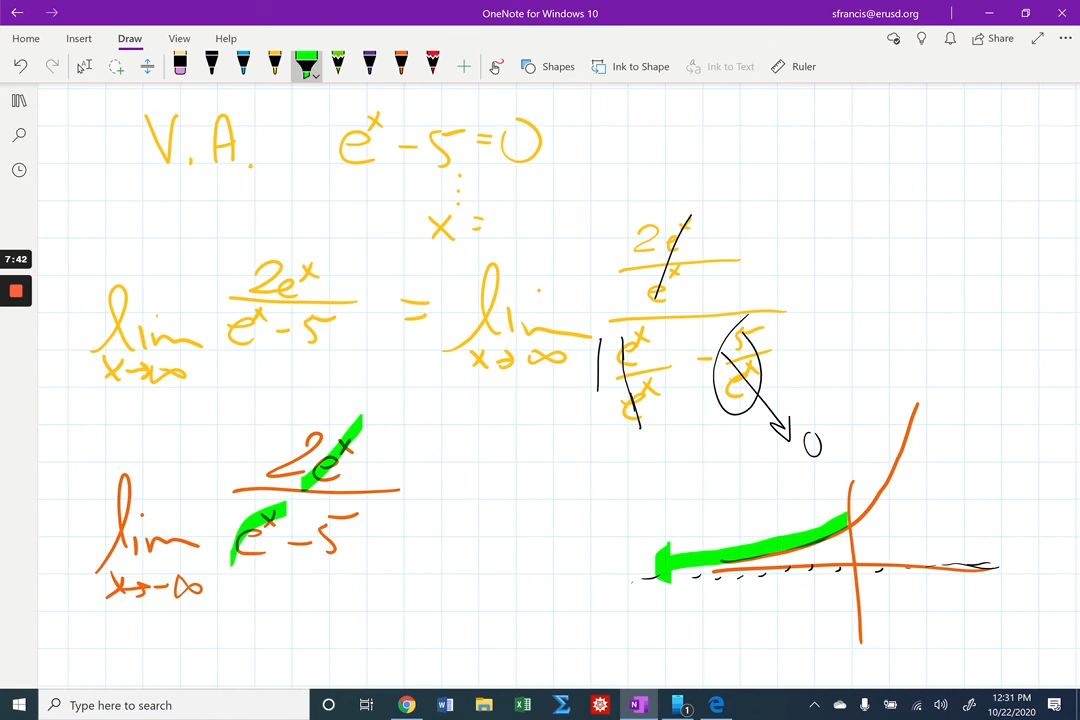 OneNote for Windows 10
sfrancis@erusd.org
Home Insert Draw View Help
Share
Shapes
Ink to Shape
Ink to Text
Ruler
V. A. e^x - 5 = 0
x =
lim x→∞ 2e^x / (e^x - 5) = lim x→∞ (2e^x / e^x) / (e^x / e^x - 5 / e^x)
1
0
7:42
lim x→-∞ 2e^x / (e^x - 5)
Type here to search
1
12:31 PM
10/22/2020